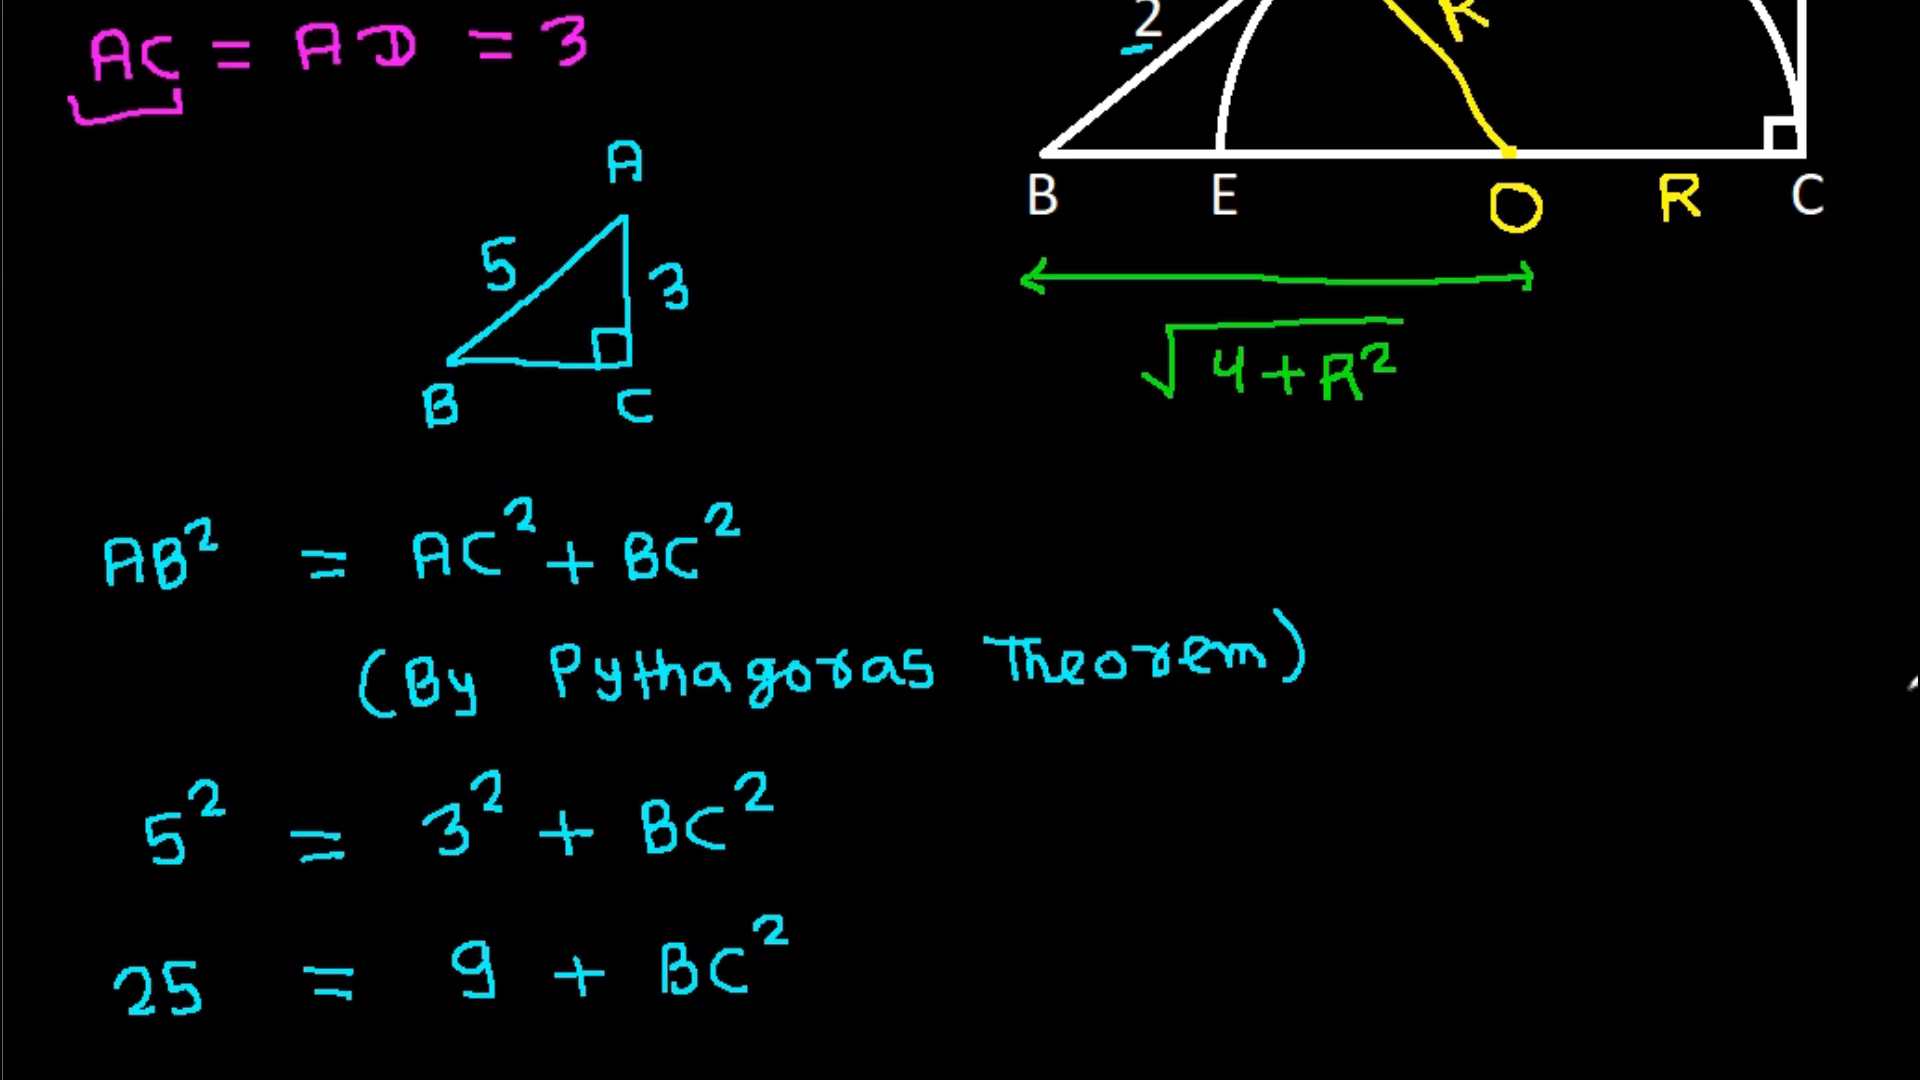 AC = AD = 3
2
R
B E O R C
√4+R²
A
5
3
B C
AB² = AC² + BC²
(By Pythagoras Theorem)
5² = 3² + BC²
25 = 9 + BC²